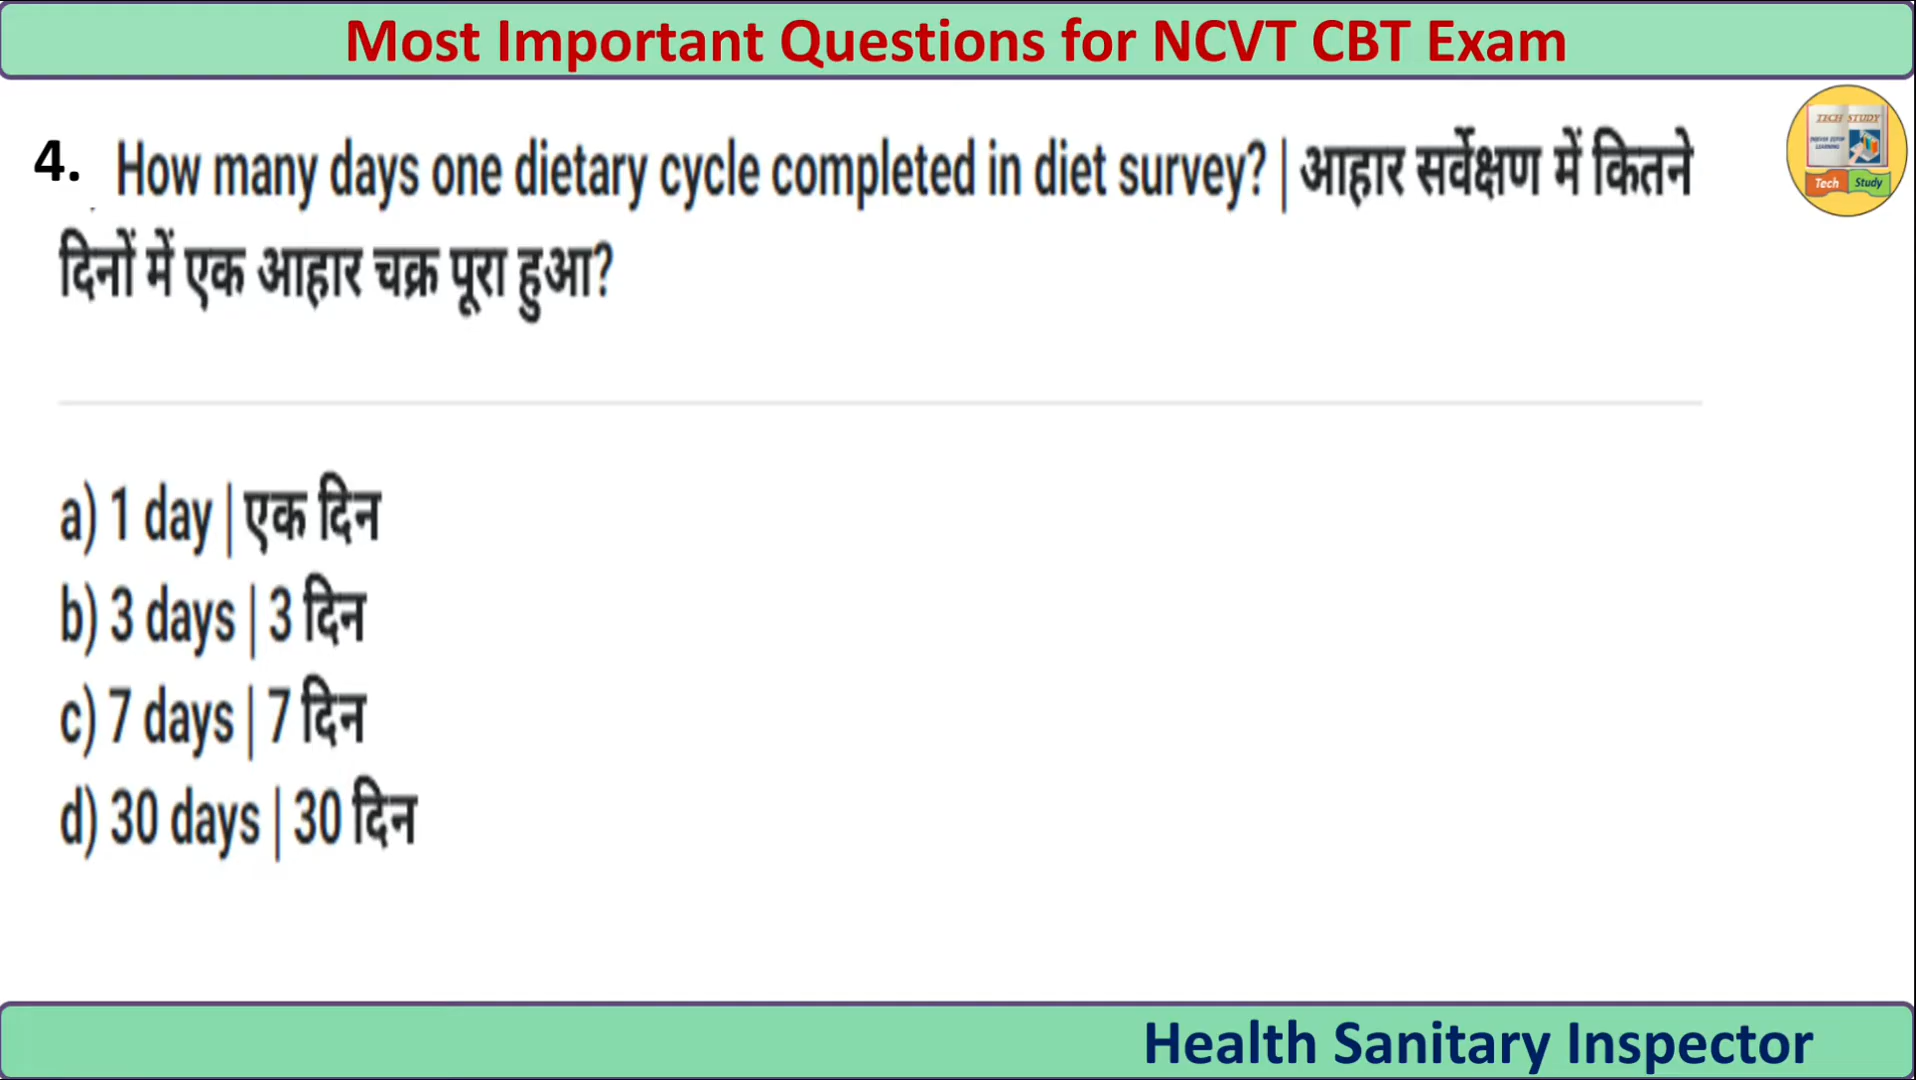 Most Important Questions for NCVT CBT Exam
4. How many days one dietary cycle completed in diet survey? | आहार सर्वेक्षण में कितने
दिनों में एक आहार चक्र पूरा हुआ?
TECH STUDY
Tech Study
a) 1 day | एक दिन
b) 3 days | 3 दिन
c) 7 days | 7 दिन
d) 30 days | 30 दिन
Health Sanitary Inspector